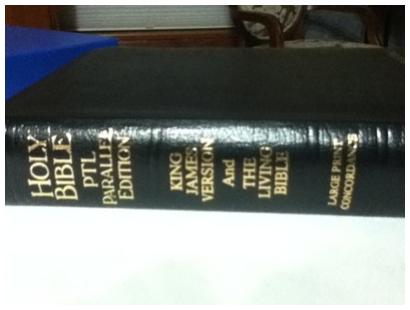 HOLY
BIBLE
PTL
PARALLEL
EDITION
KING
JAMES
VERSION
And
THE
LIVING
BIBLE
LARGE PRINT
CONCORDANCE